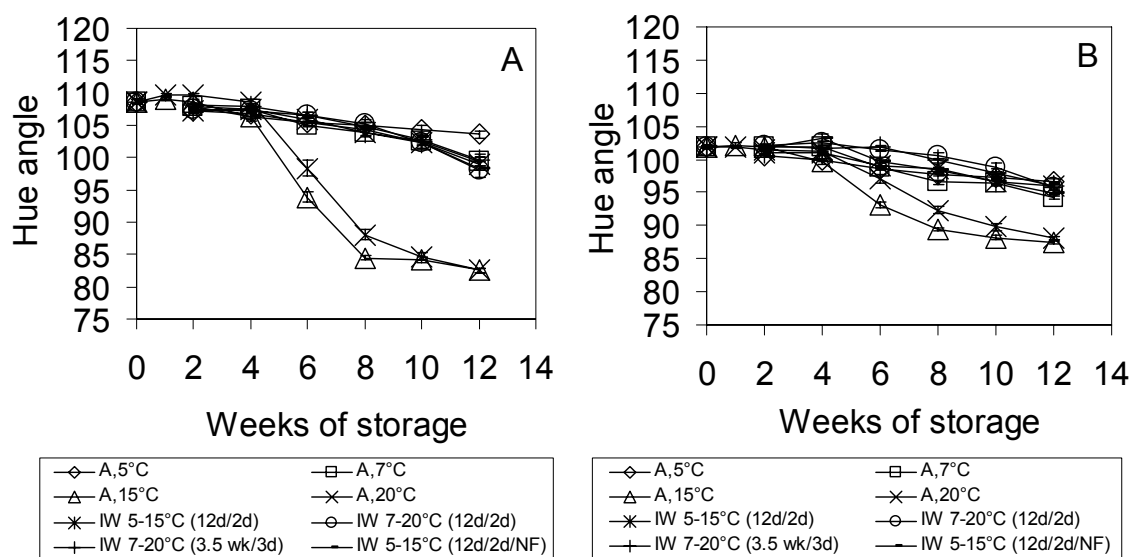 120
115
110
105
100
95
90
85
80
75
Hue angle
A
0 2 4 6 8 10 12 14
Weeks of storage
A,5°C A,7°C
A,15°C A,20°C
IW 5-15°C (12d/2d) IW 7-20°C (12d/2d)
IW 7-20°C (3.5 wk/3d) IW 5-15°C (12d/2d/NF)
120
115
110
105
100
95
90
85
80
75
Hue angle
B
0 2 4 6 8 10 12 14
Weeks of storage
A,5°C A,7°C
A,15°C A,20°C
IW 5-15°C (12d/2d) IW 7-20°C (12d/2d)
IW 7-20°C (3.5 wk/3d) IW 5-15°C (12d/2d/NF)